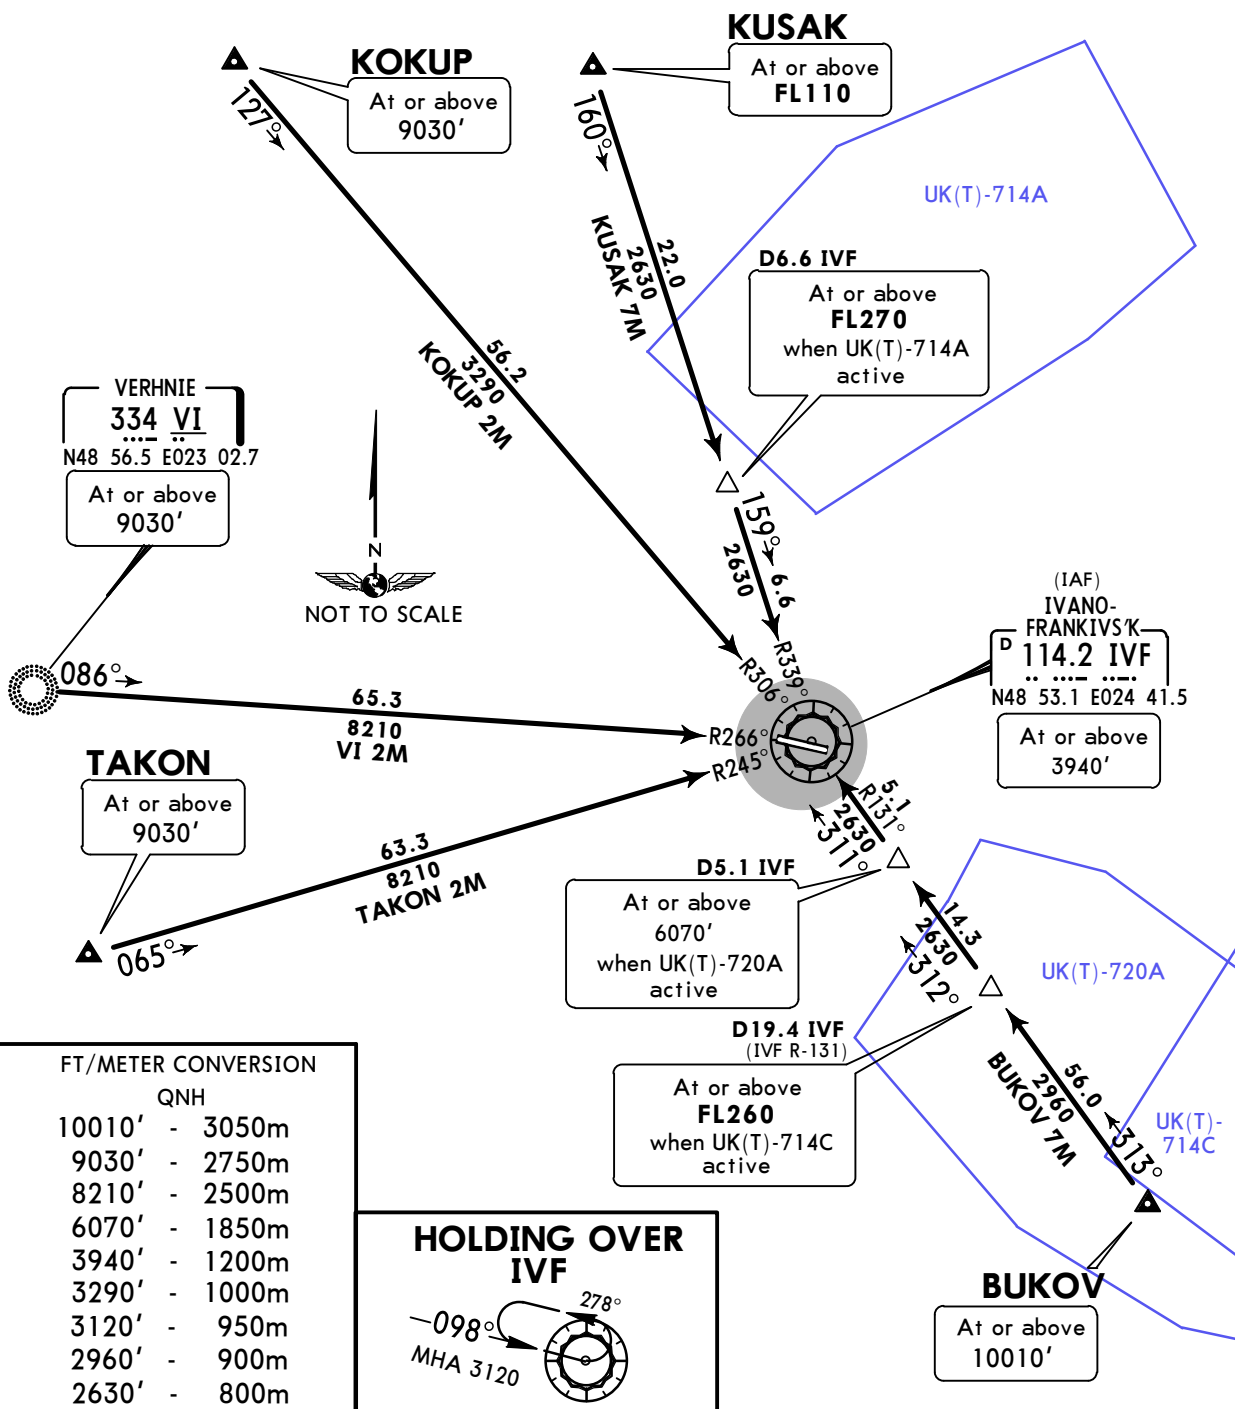 KUSAK
At or above
FL110
KOKUP
At or above
9030'
127°
160°
UK(T)-714A
22.0
2630
KUSAK 7M
D6.6 IVF
At or above
FL270
when UK(T)-714A
active
56.2
3290
KOKUP 2M
VERHNIE
334 VI
N48 56.5 E023 02.7
At or above
9030'
N
NOT TO SCALE
159°
6.6
2630
(IAF)
IVANO-
FRANKIVS'K
D 114.2 IVF
N48 53.1 E024 41.5
At or above
3940'
R339°
R306°
R266°
R245°
R131°
086°
65.3
8210
VI 2M
TAKON
At or above
9030'
63.3
8210
TAKON 2M
065°
5.1
2630
311°
D5.1 IVF
At or above
6070'
when UK(T)-720A
active
14.3
2630
312°
UK(T)-720A
D19.4 IVF
(IVF R-131)
At or above
FL260
when UK(T)-714C
active
56.0
2960
BUKOV 7M
313°
UK(T)-
714C
BUKOV
At or above
10010'
FT/METER CONVERSION
QNH
10010' - 3050m
9030' - 2750m
8210' - 2500m
6070' - 1850m
3940' - 1200m
3290' - 1000m
3120' - 950m
2960' - 900m
2630' - 800m
HOLDING OVER
IVF
278°
098°
MHA 3120